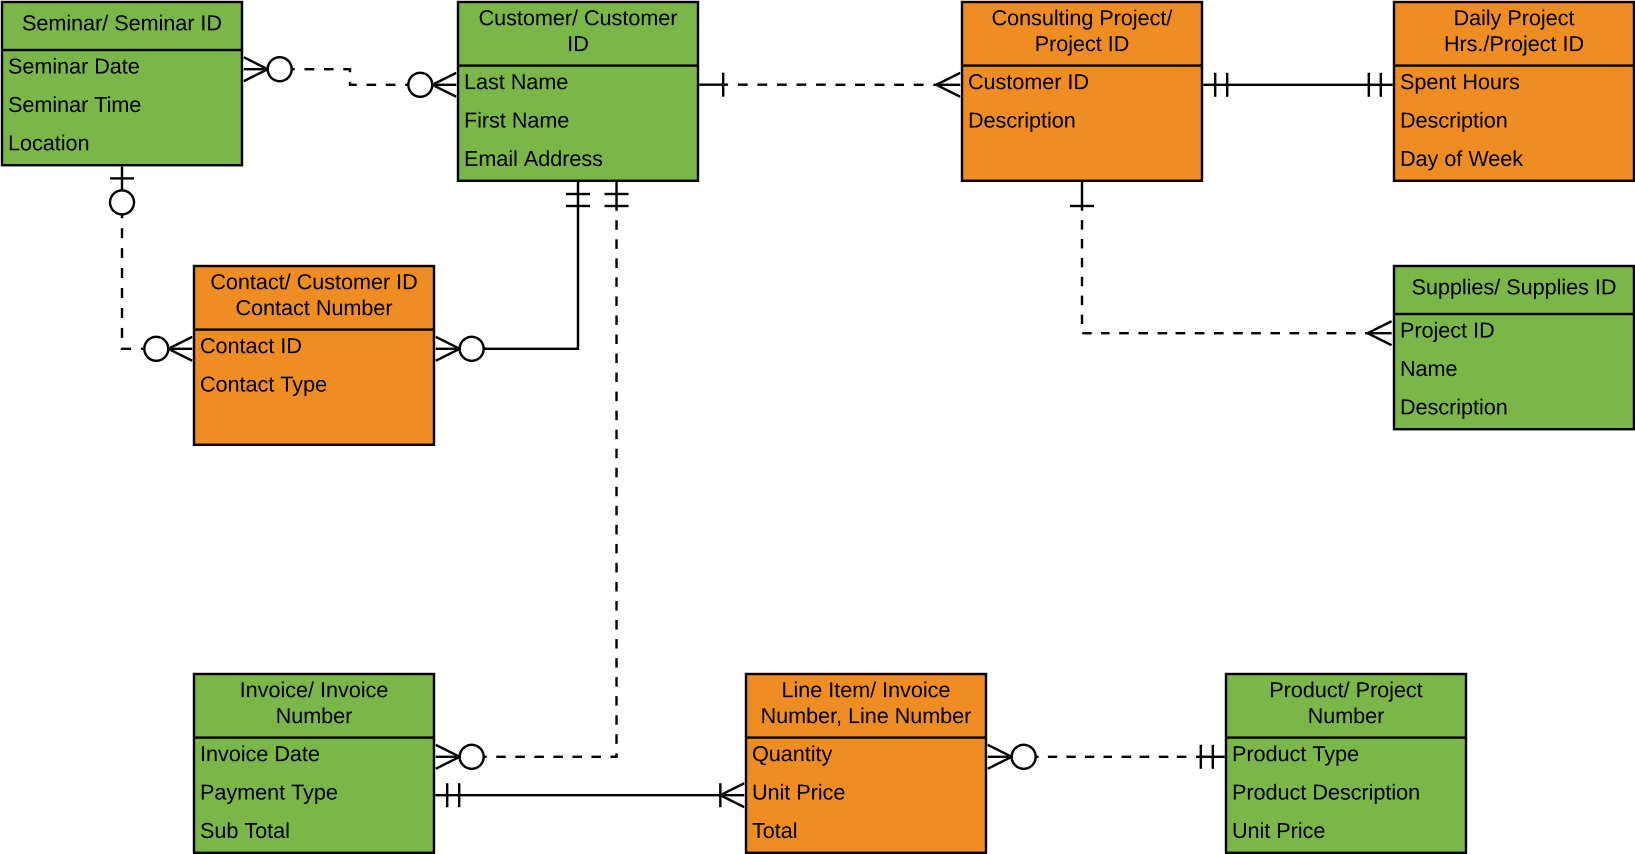 Seminar/ Seminar ID
Seminar Date
Seminar Time
Location
Customer/ Customer
ID
Last Name
First Name
Email Address
Consulting Project/
Project ID
Customer ID
Description
Daily Project
Hrs./Project ID
Spent Hours
Description
Day of Week
Contact/ Customer ID
Contact Number
Contact ID
Contact Type
Supplies/ Supplies ID
Project ID
Name
Description
Invoice/ Invoice
Number
Invoice Date
Payment Type
Sub Total
Line Item/ Invoice
Number, Line Number
Quantity
Unit Price
Total
Product/ Project
Number
Product Type
Product Description
Unit Price